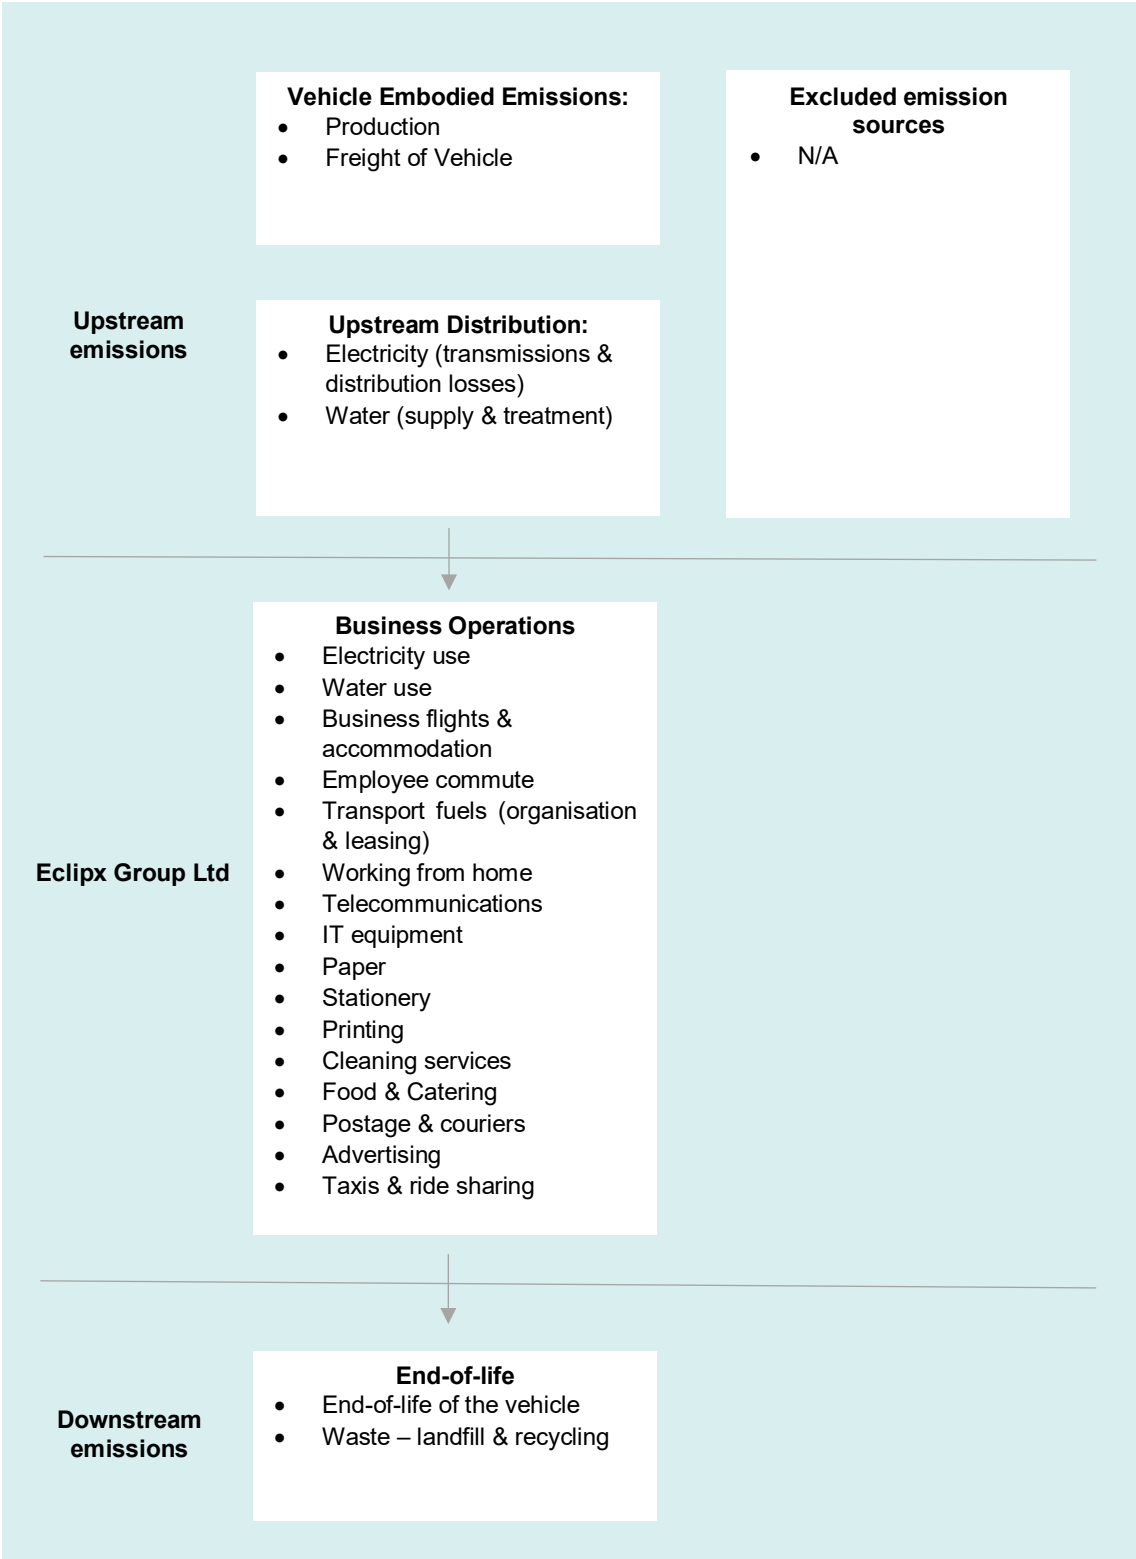 Vehicle Embodied Emissions:
• Production
• Freight of Vehicle
Excluded emission
sources
• N/A
Upstream
emissions
Upstream Distribution:
• Electricity (transmissions &
distribution losses)
• Water (supply & treatment)
Eclipx Group Ltd
Business Operations
• Electricity use
• Water use
• Business flights &
accommodation
• Employee commute
• Transport fuels (organisation
& leasing)
• Working from home
• Telecommunications
• IT equipment
• Paper
• Stationery
• Printing
• Cleaning services
• Food & Catering
• Postage & couriers
• Advertising
• Taxis & ride sharing
Downstream
emissions
End-of-life
• End-of-life of the vehicle
• Waste – landfill & recycling